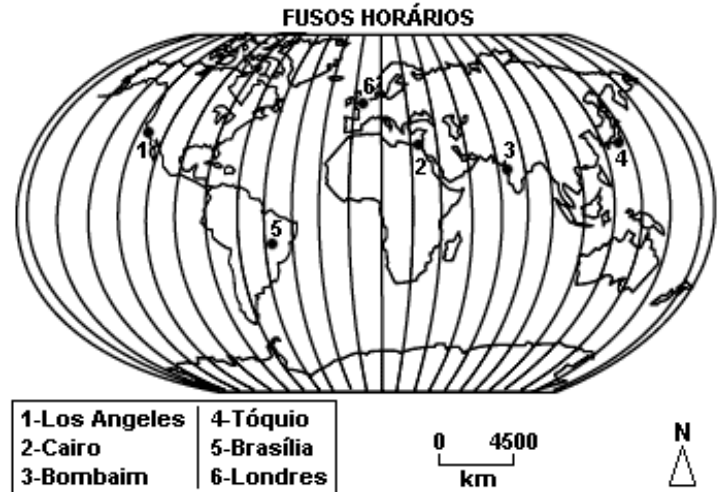 FUSOS HORÁRIOS
6
1
2
3
4
5
1-Los Angeles
2-Cairo
3-Bombaim
4-Tóquio
5-Brasília
6-Londres
0 4500
km
N